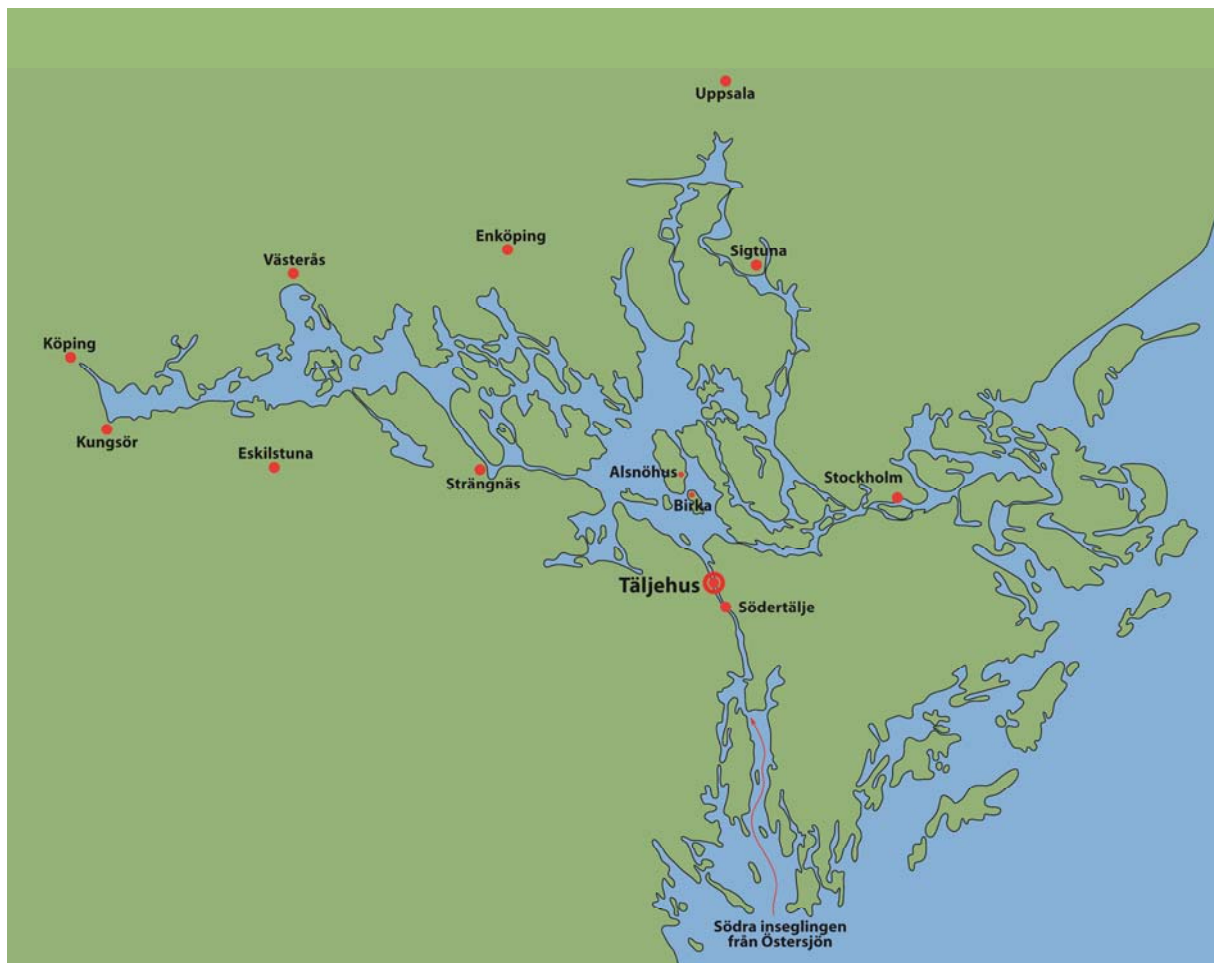 Uppsala
Enköping
Sigtuna
Västerås
Köping
Kungsör
Eskilstuna
Strängnäs
Alsnöhus
Birka
Stockholm
Täljehus
Södertälje
Södra inseglingen
från Östersjön